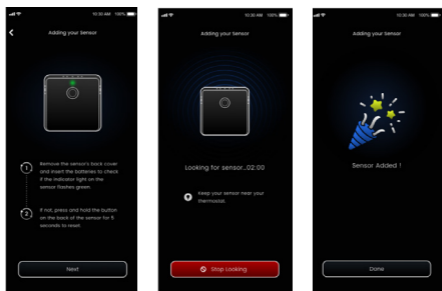 10:30 AM 100%
Adding your Sensor
1
Remove the sensor's back cover
and insert the batteries to check
if the indicator light on the
sensor flashes green
2
If not, press and hold the button
on the back of the sensor for 5
seconds to reset.
Next
10:30 AM 100%
Adding your Sensor
Looking for sensor...02:00
Keep your sensor near your
thermostat.
Stop Looking
10:30 AM 100%
Adding your Sensor
Sensor Added !
Done